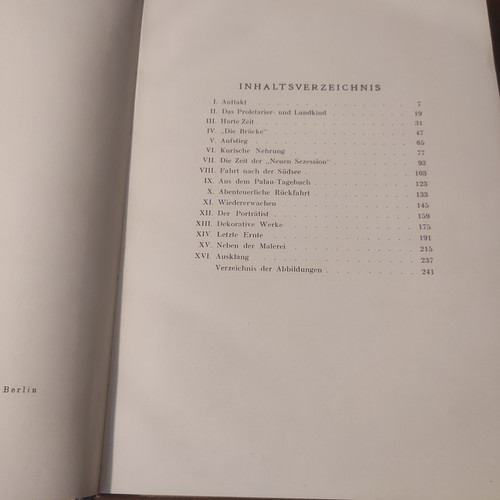 INHALTSVERZEICHNIS
I. Auftakt . . . . . . . . . . . . . . . . 7
II. Das Proletarier- und Landkind . . . . . . . . 19
III. Harte Zeit . . . . . . . . . . . . . . . 31
IV. „Die Brücke“ . . . . . . . . . . . . . . 47
V. Aufstieg . . . . . . . . . . . . . . . . 65
VI. Kurische Nehrung . . . . . . . . . . . . 77
VII. Die Zeit der „Neuen Sezession“ . . . . . . . . 93
VIII. Fahrt nach der Südsee . . . . . . . . . . . 103
IX. Aus dem Palau-Tagebuch . . . . . . . . . . 123
X. Abenteuerliche Rückfahrt . . . . . . . . . . 133
XI. Wiedererwachen . . . . . . . . . . . . . 145
XII. Der Porträtist . . . . . . . . . . . . . . 159
XIII. Dekorative Werke . . . . . . . . . . . . 175
XIV. Letzte Ernte . . . . . . . . . . . . . . 191
XV. Neben der Malerei . . . . . . . . . . . . 215
XVI. Ausklang . . . . . . . . . . . . . . . 237
Verzeichnis der Abbildungen . . . . . . . . . 241
Berlin